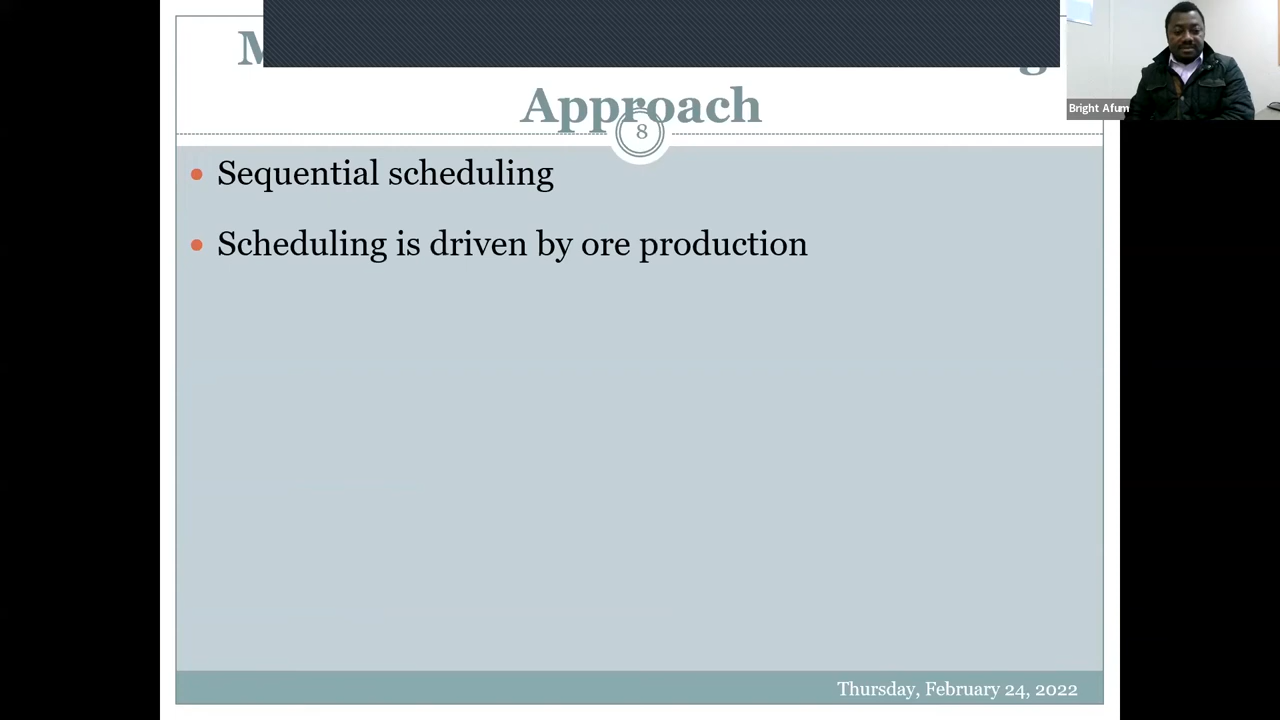 Approach
8
Sequential scheduling
Scheduling is driven by ore production
Thursday, February 24, 2022
Bright Afum